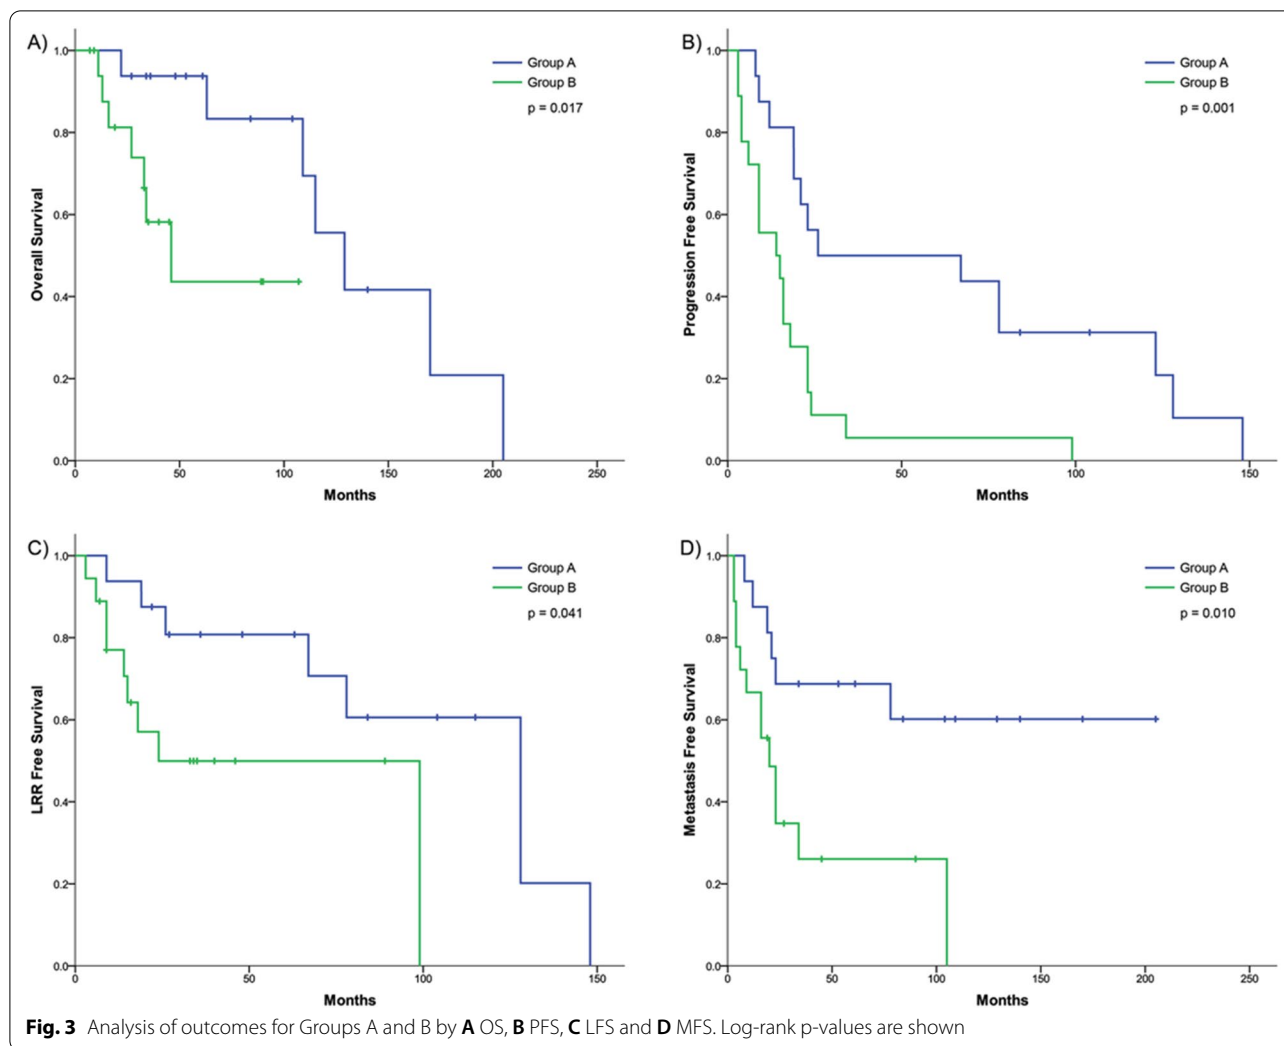 A)
Overall Survival
1.0
0.8
0.6
0.4
0.2
0.0
0 50 100 150 200 250
Months
Group A
Group B
p = 0.017
B)
Progression Free Survival
1.0
0.8
0.6
0.4
0.2
0.0
0 50 100 150
Months
Group A
Group B
p = 0.001
C)
LRR Free Survival
1.0
0.8
0.6
0.4
0.2
0.0
0 50 100 150
Months
Group A
Group B
p = 0.041
D)
Metastasis Free Survival
1.0
0.8
0.6
0.4
0.2
0.0
0 50 100 150 200 250
Months
Group A
Group B
p = 0.010
Fig. 3 Analysis of outcomes for Groups A and B by A OS, B PFS, C LFS and D MFS. Log-rank p-values are shown